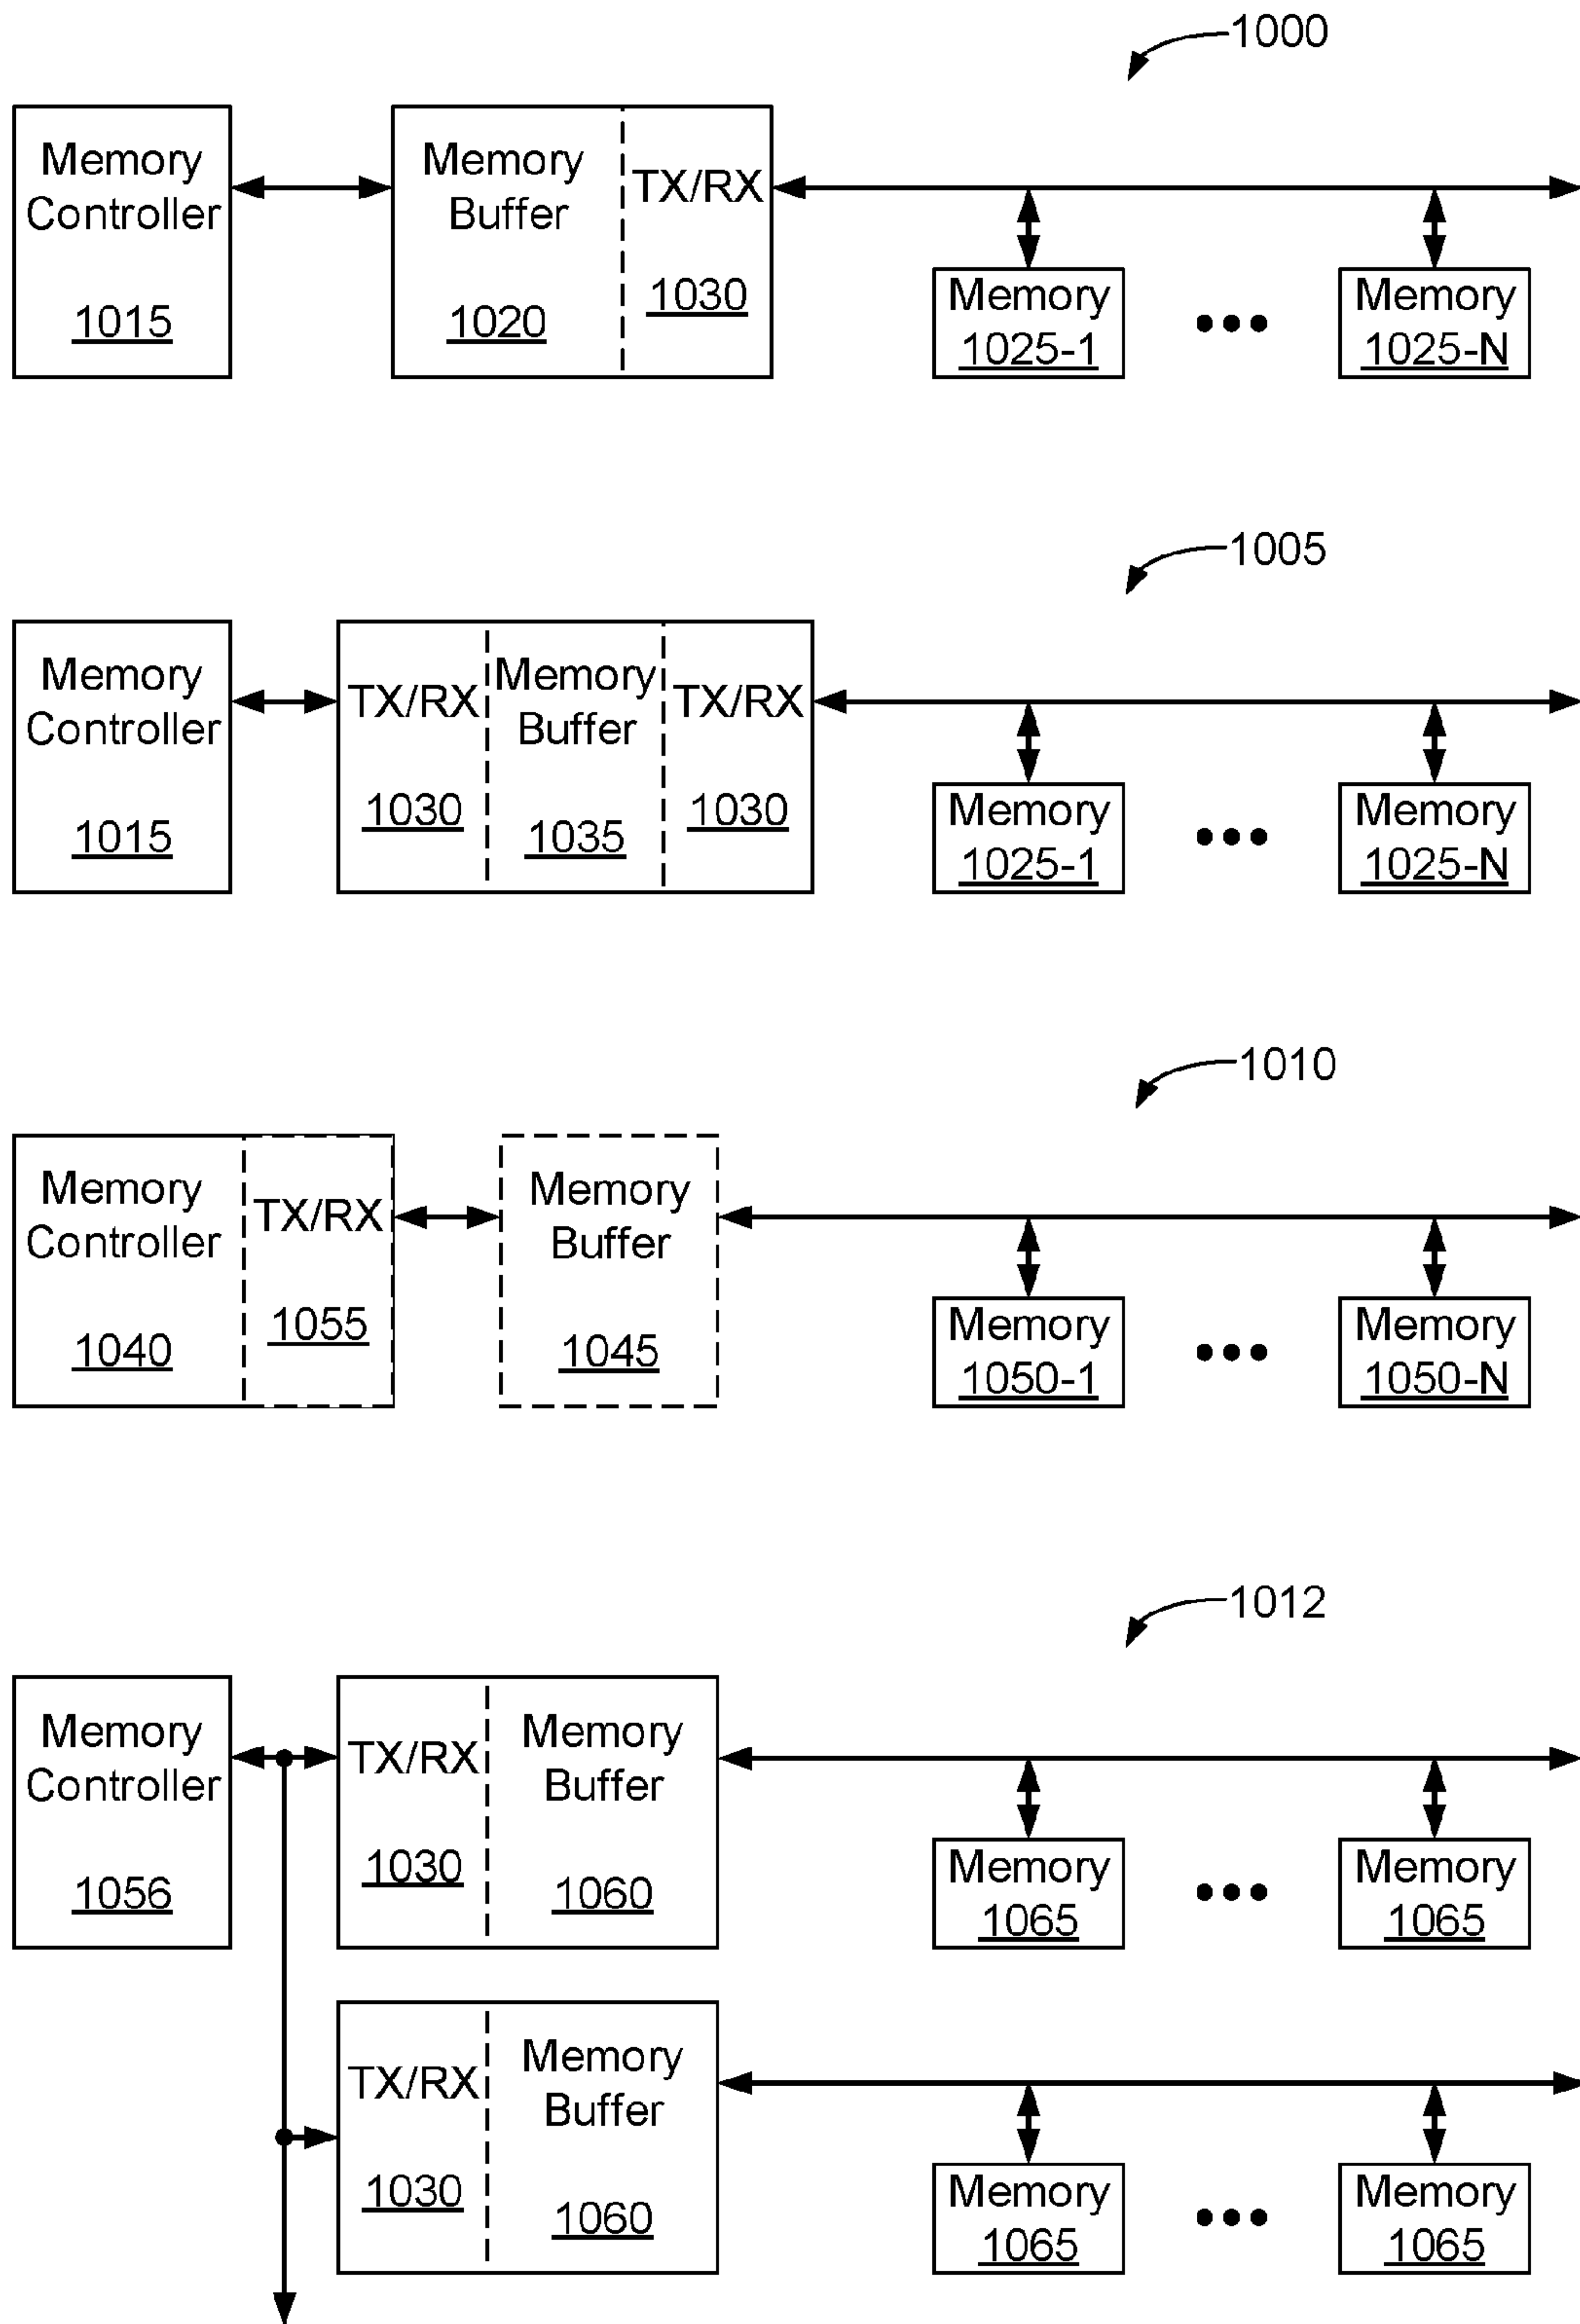 1000
Memory
Controller
1015
Memory
Buffer
1020
TX/RX
1030
Memory
1025-1
Memory
1025-N
1005
Memory
Controller
1015
TX/RX
1030
Memory
Buffer
1035
TX/RX
1030
Memory
1025-1
Memory
1025-N
1010
Memory
Controller
1040
TX/RX
1055
Memory
Buffer
1045
Memory
1050-1
Memory
1050-N
1012
Memory
Controller
1056
TX/RX
1030
Memory
Buffer
1060
Memory
1065
Memory
1065
TX/RX
1030
Memory
Buffer
1060
Memory
1065
Memory
1065